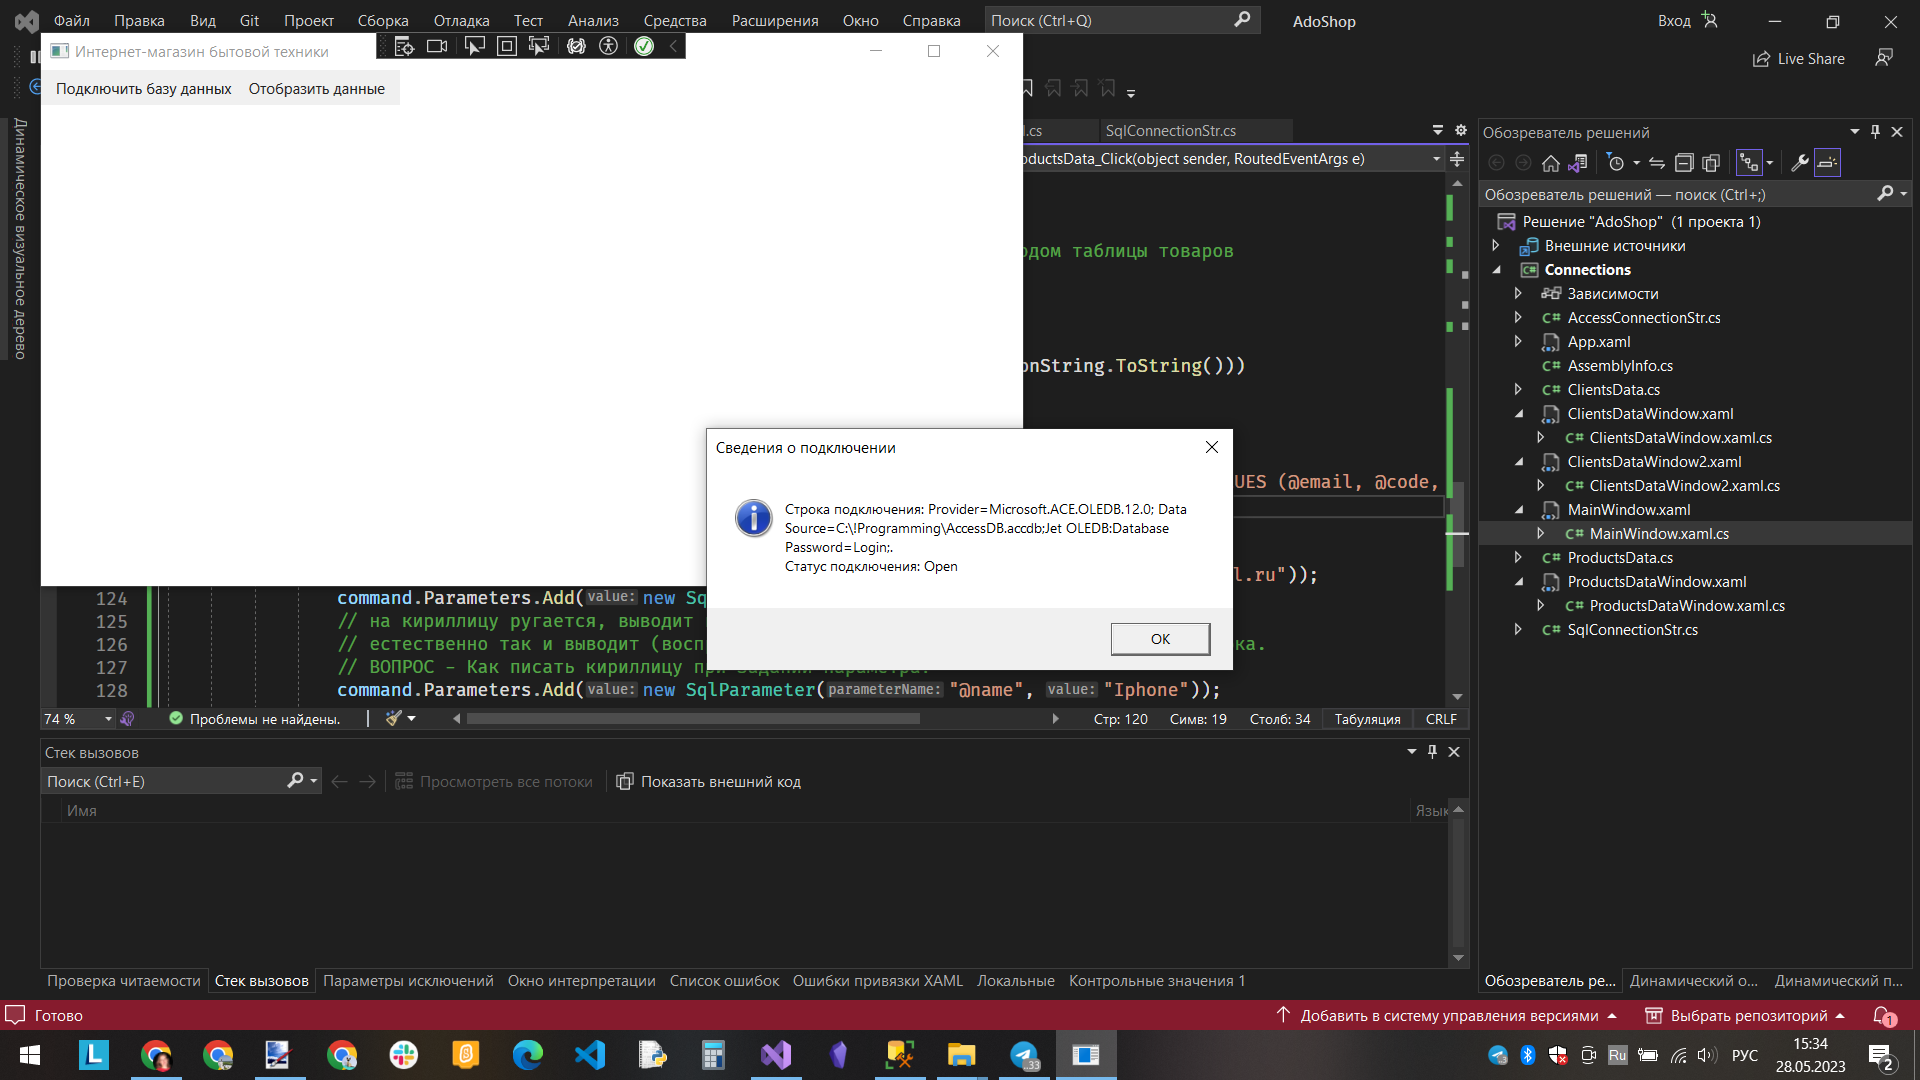 Файл Правка Вид Git Проект Сборка Отладка Тест Анализ Средства Расширения Окно Справка Поиск (Ctrl+Q) AdoShop Вход
Интернет-магазин бытовой техники
Live Share
Подключить базу данных Отобразить данные
Динамическое визуальное дерево
l.cs SqlConnectionStr.cs
oductsData_Click(object sender, RoutedEventArgs e)
одом таблицы товаров
onString.ToString()))
UES (@email, @code,
l.ru"));
Сведения о подключении
Строка подключения: Provider=Microsoft.ACE.OLEDB.12.0; Data
Source=C:\!Programming\AccessDB.accdb;Jet OLEDB:Database
Password=Login;.
Статус подключения: Open
OK
124 command.Parameters.Add(value: new Sq
125 // на кириллицу ругается, выводит
126 // естественно так и выводит (восп ка.
127 // ВОПРОС - Как писать кириллицу при задании параметра?
128 command.Parameters.Add(value: new SqlParameter(parameterName: "@name", value: "Iphone"));
74 % Проблемы не найдены. Стр: 120 Симв: 19 Столб: 34 Табуляция CRLF
Стек вызовов
Поиск (Ctrl+E) Просмотреть все потоки Показать внешний код
Имя Язык
Проверка читаемости Стек вызовов Параметры исключений Окно интерпретации Список ошибок Ошибки привязки XAML Локальные Контрольные значения 1
Обозреватель решений
Обозреватель решений — поиск (Ctrl+;)
Решение "AdoShop" (1 проекта 1)
Внешние источники
C# Connections
Зависимости
C# AccessConnectionStr.cs
App.xaml
C# AssemblyInfo.cs
C# ClientsData.cs
ClientsDataWindow.xaml
C# ClientsDataWindow.xaml.cs
ClientsDataWindow2.xaml
C# ClientsDataWindow2.xaml.cs
MainWindow.xaml
C# MainWindow.xaml.cs
C# ProductsData.cs
ProductsDataWindow.xaml
C# ProductsDataWindow.xaml.cs
C# SqlConnectionStr.cs
Обозреватель ре... Динамический о... Динамический п...
Готово Добавить в систему управления версиями Выбрать репозиторий 1
L 33 Ru РУС 15:34
28.05.2023 2